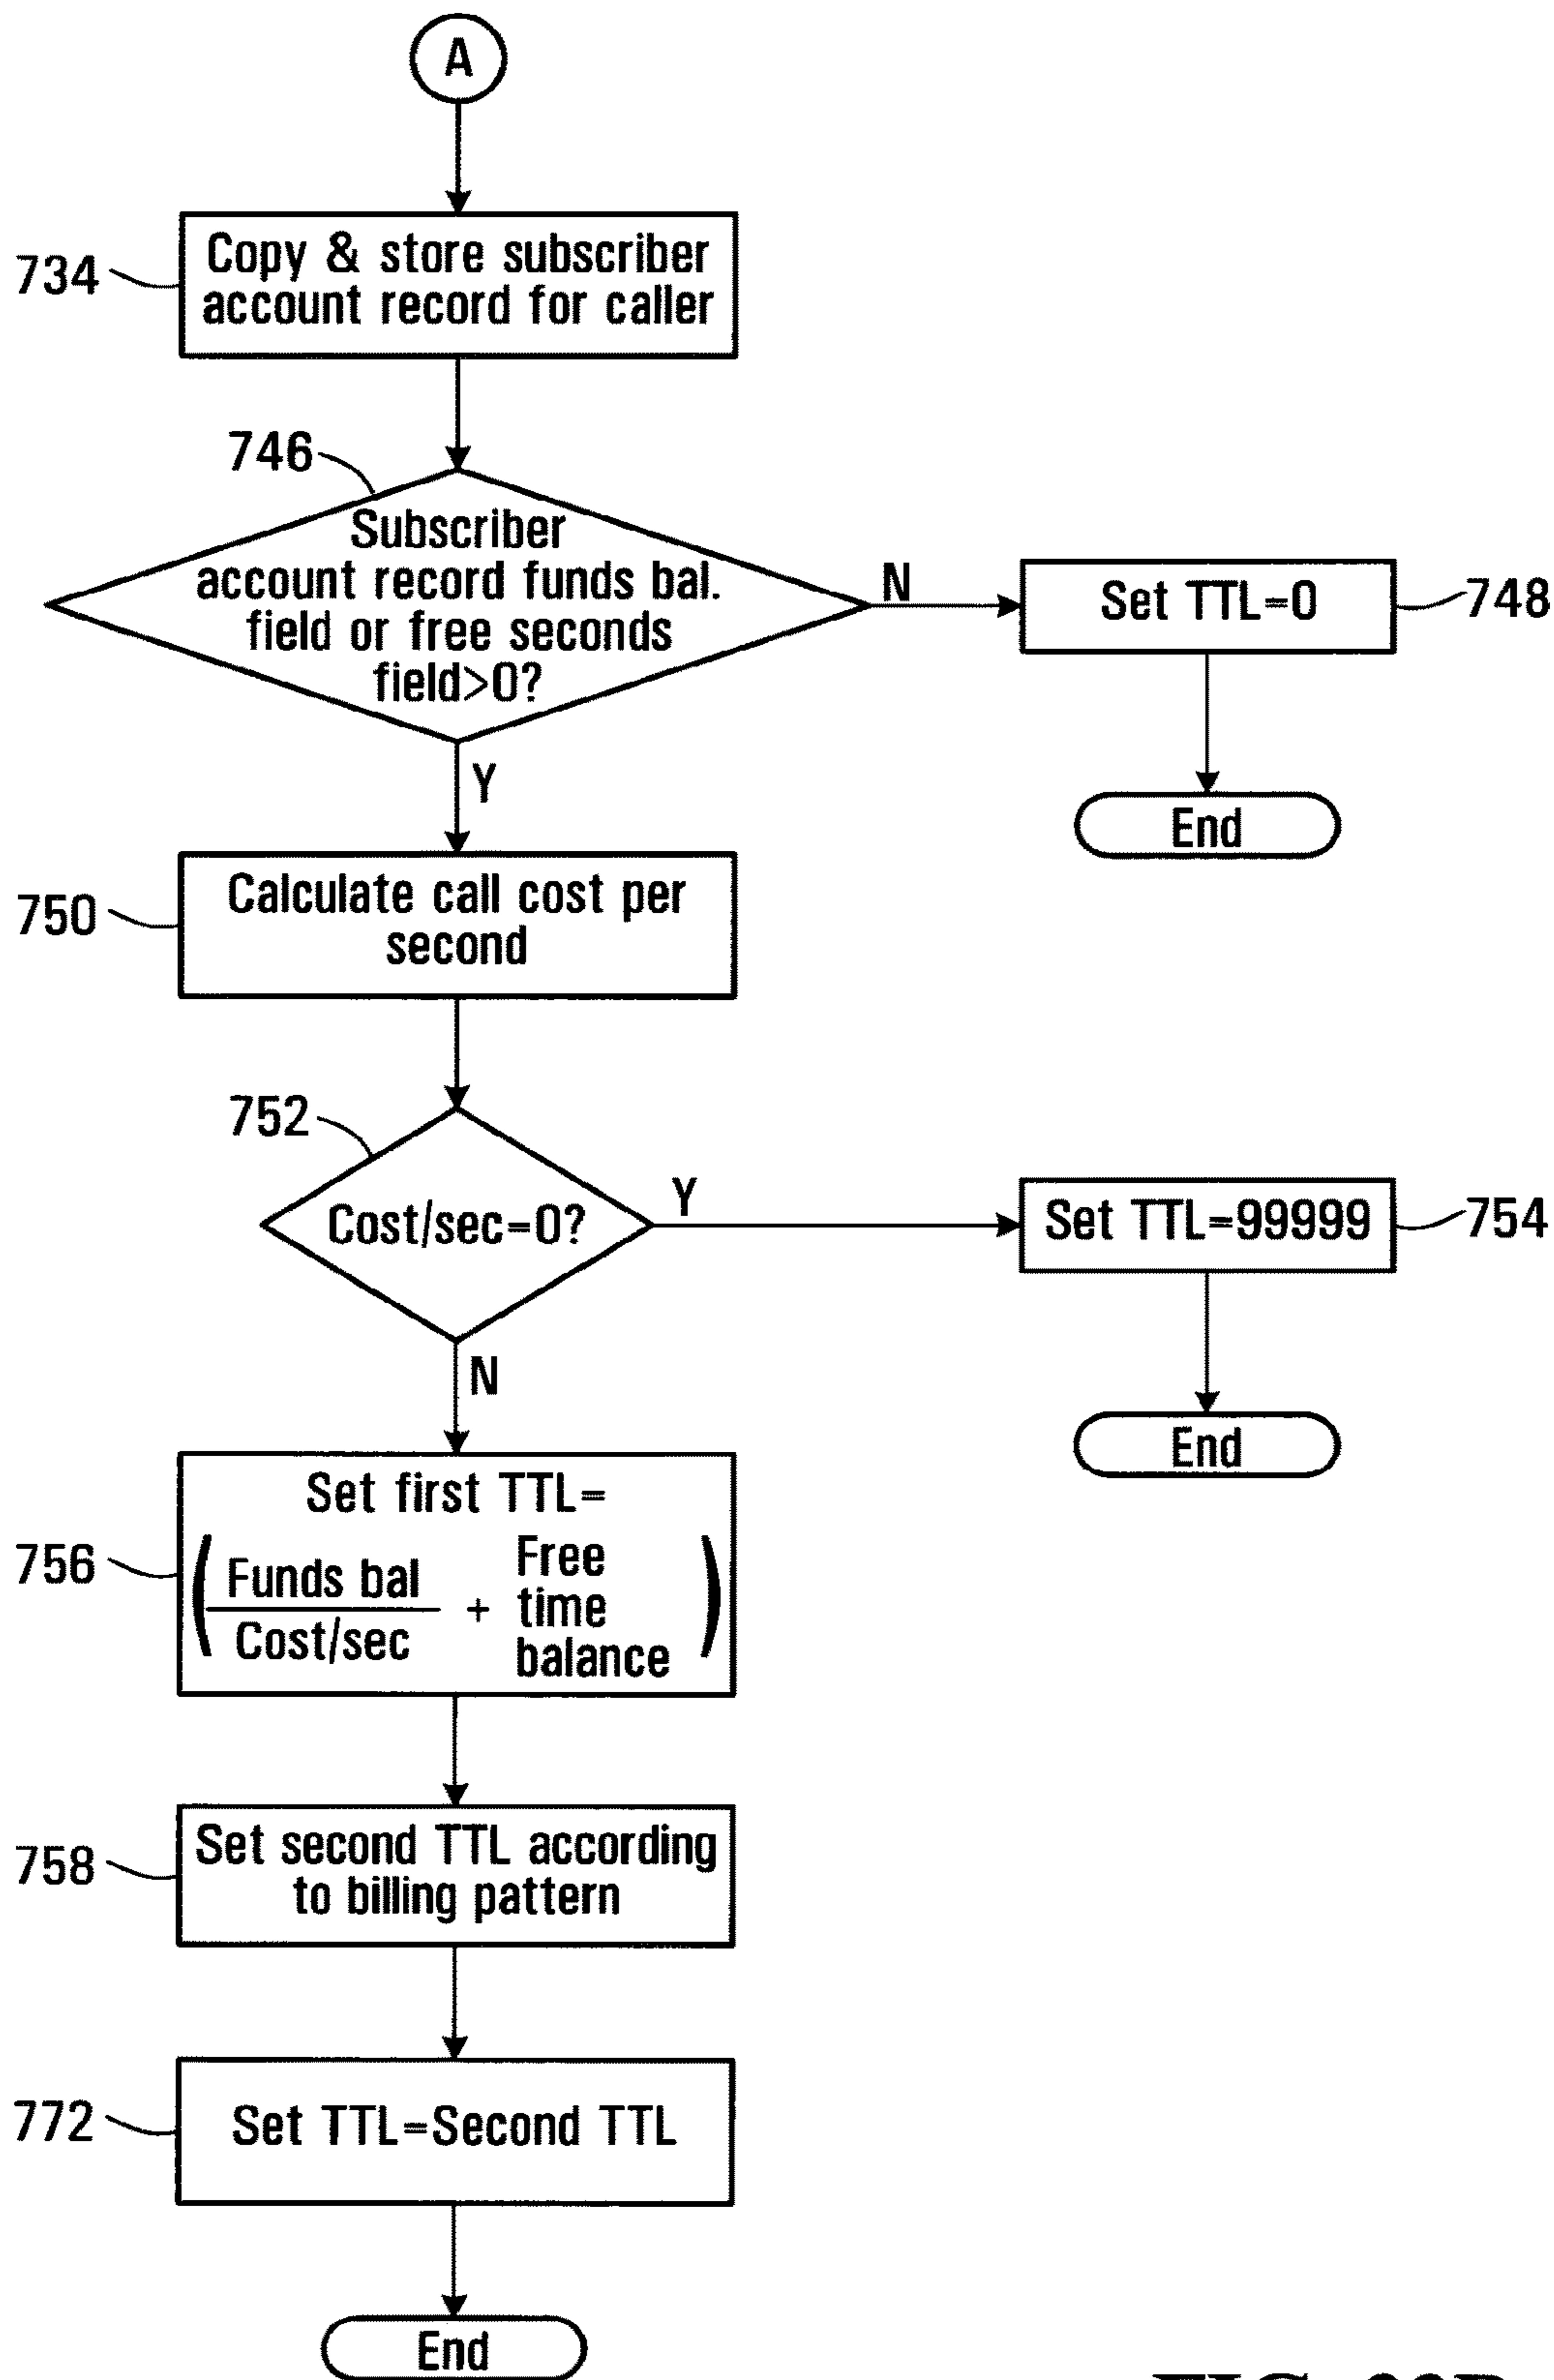 A
734
Copy & store subscriber
account record for caller
746
Subscriber
account record funds bal.
field or free seconds
field>0?
N
Set TTL=0
748
End
Y
750
Calculate call cost per
second
752
Cost/sec=0?
Y
Set TTL=99999
754
End
N
756
Set first TTL=
( Funds bal
Cost/sec
+
Free
time
balance )
758
Set second TTL according
to billing pattern
772
Set TTL=Second TTL
End